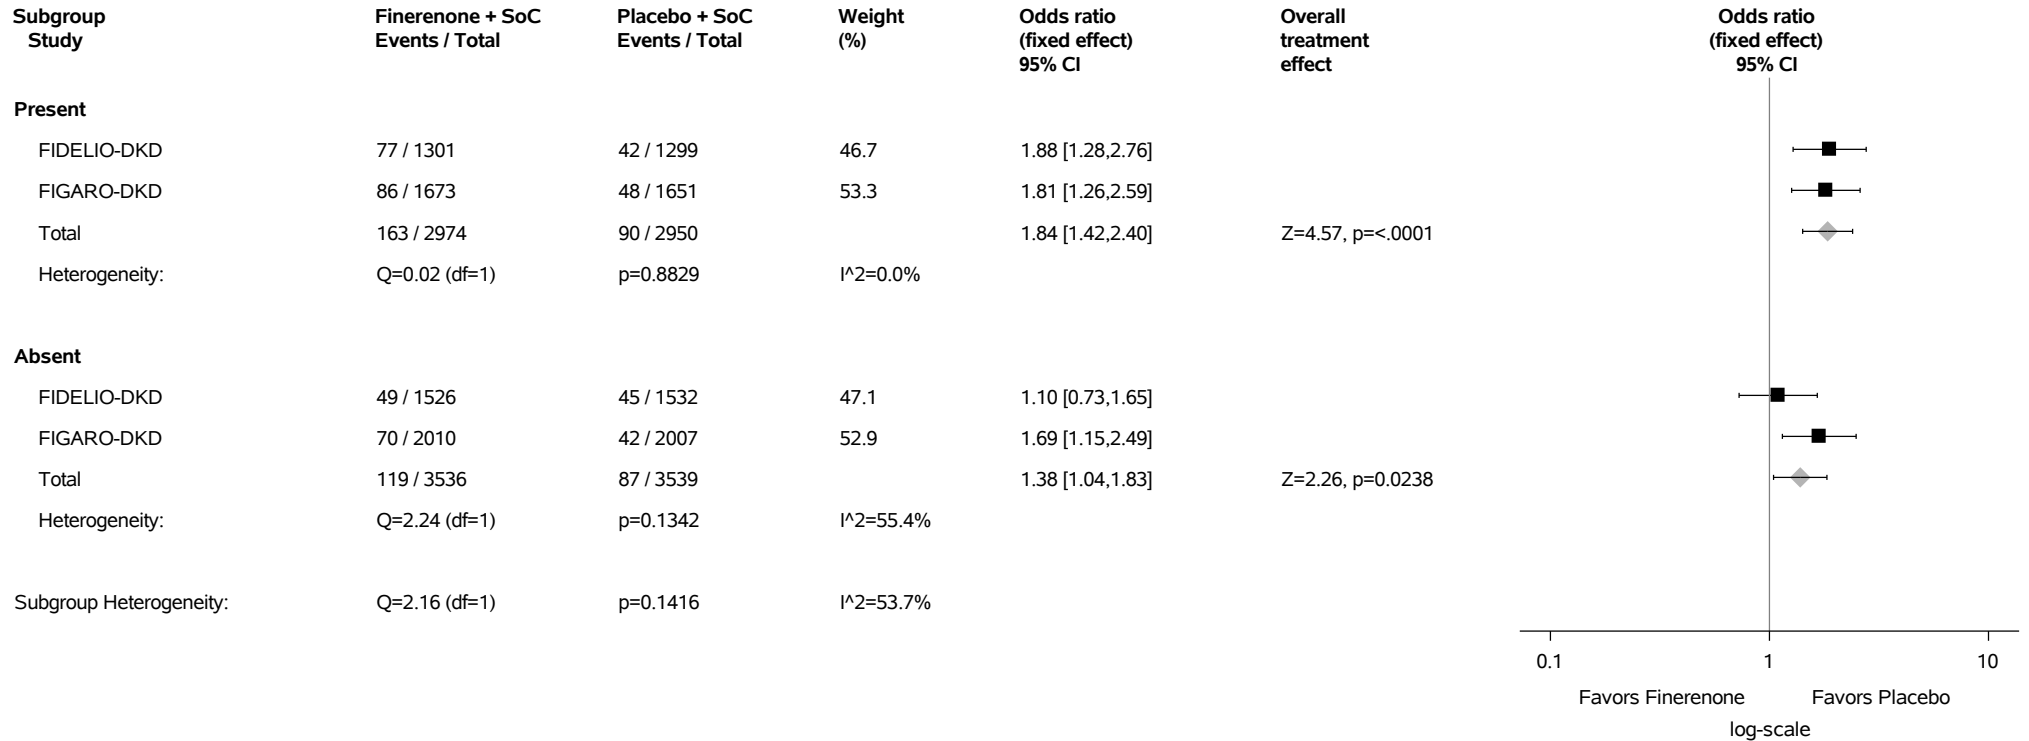 Subgroup Finerenone + SoC Placebo + SoC Weight Odds ratio Overall Odds ratio
Study Events / Total Events / Total (%) (fixed effect) treatment (fixed effect)
95% CI effect 95% CI
Present
FIDELIO-DKD 77 / 1301 42 / 1299 46.7 1.88 [1.28,2.76]
FIGARO-DKD 86 / 1673 48 / 1651 53.3 1.81 [1.26,2.59]
Total 163 / 2974 90 / 2950 1.84 [1.42,2.40] Z=4.57, p=<.0001
Heterogeneity: Q=0.02 (df=1) p=0.8829 I^2=0.0%
Absent
FIDELIO-DKD 49 / 1526 45 / 1532 47.1 1.10 [0.73,1.65]
FIGARO-DKD 70 / 2010 42 / 2007 52.9 1.69 [1.15,2.49]
Total 119 / 3536 87 / 3539 1.38 [1.04,1.83] Z=2.26, p=0.0238
Heterogeneity: Q=2.24 (df=1) p=0.1342 I^2=55.4%
Subgroup Heterogeneity: Q=2.16 (df=1) p=0.1416 I^2=53.7%
0.1 1 10
Favors Finerenone Favors Placebo
log-scale